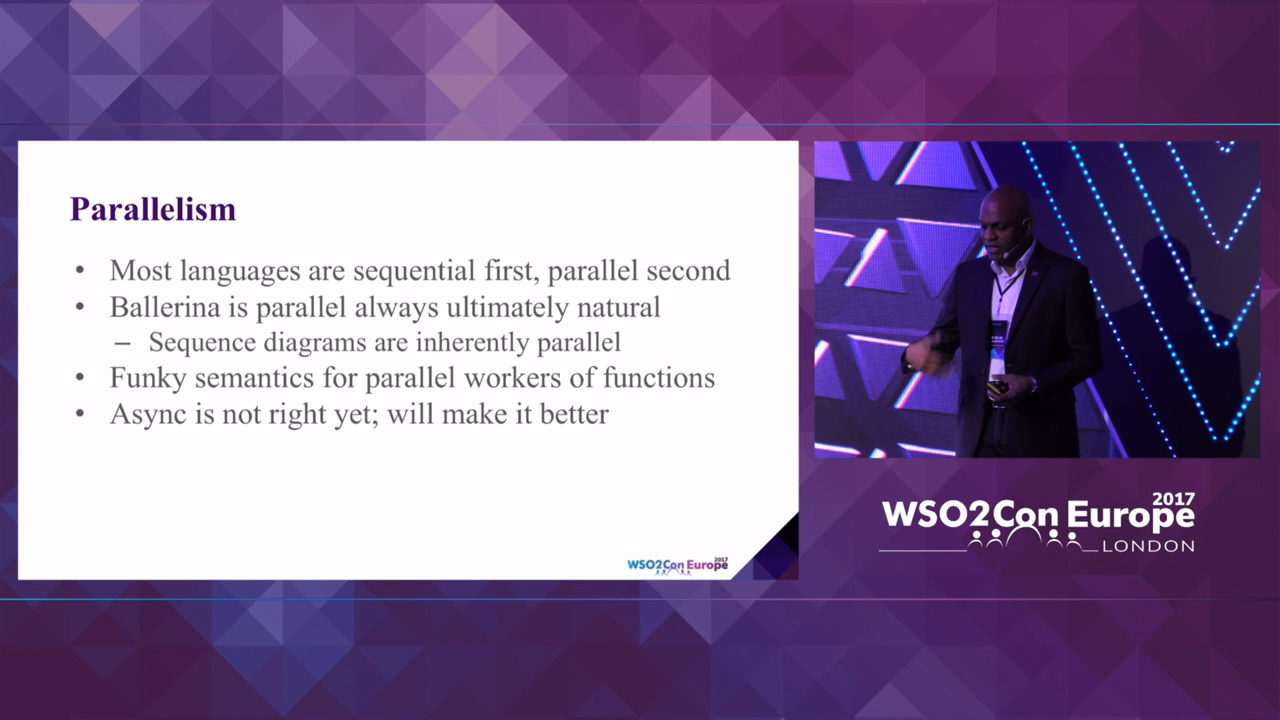 Parallelism
• Most languages are sequential first, parallel second
• Ballerina is parallel always ultimately natural
– Sequence diagrams are inherently parallel
• Funky semantics for parallel workers of functions
• Async is not right yet; will make it better
WSO2Con Europe 2017
2017
WSO2Con Europe
LONDON